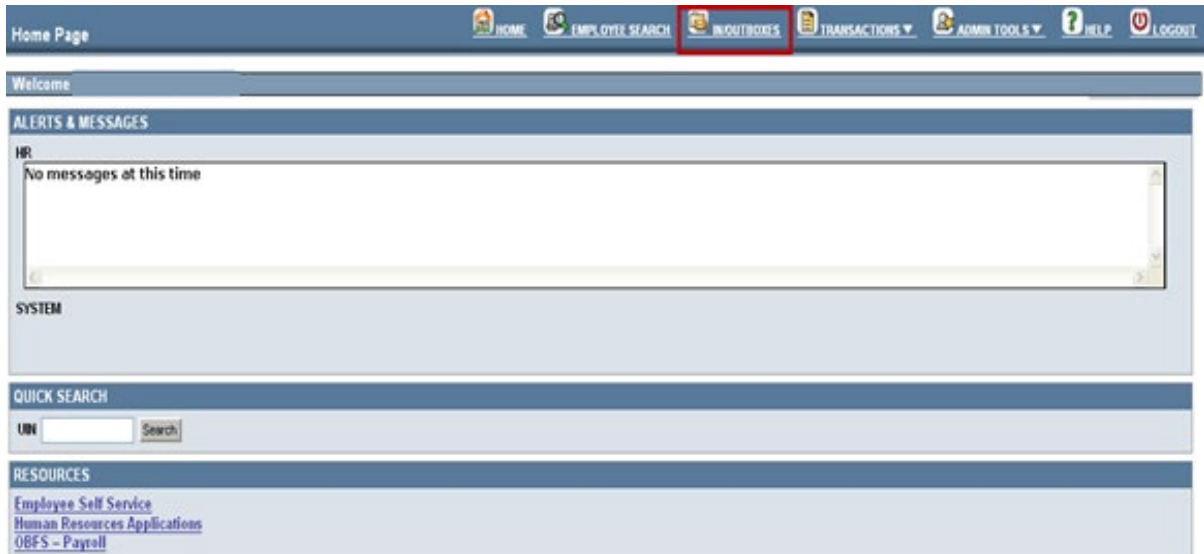 Home Page HOME EMPLOYEE SEARCH IN/OUTBOXES TRANSACTIONS ▼ ADMIN TOOLS ▼ HELP LOGOUT
Welcome
ALERTS & MESSAGES
HR
No messages at this time
SYSTEM
QUICK SEARCH
UIN Search
RESOURCES
Employee Self Service
Human Resources Applications
OBFS – Payroll